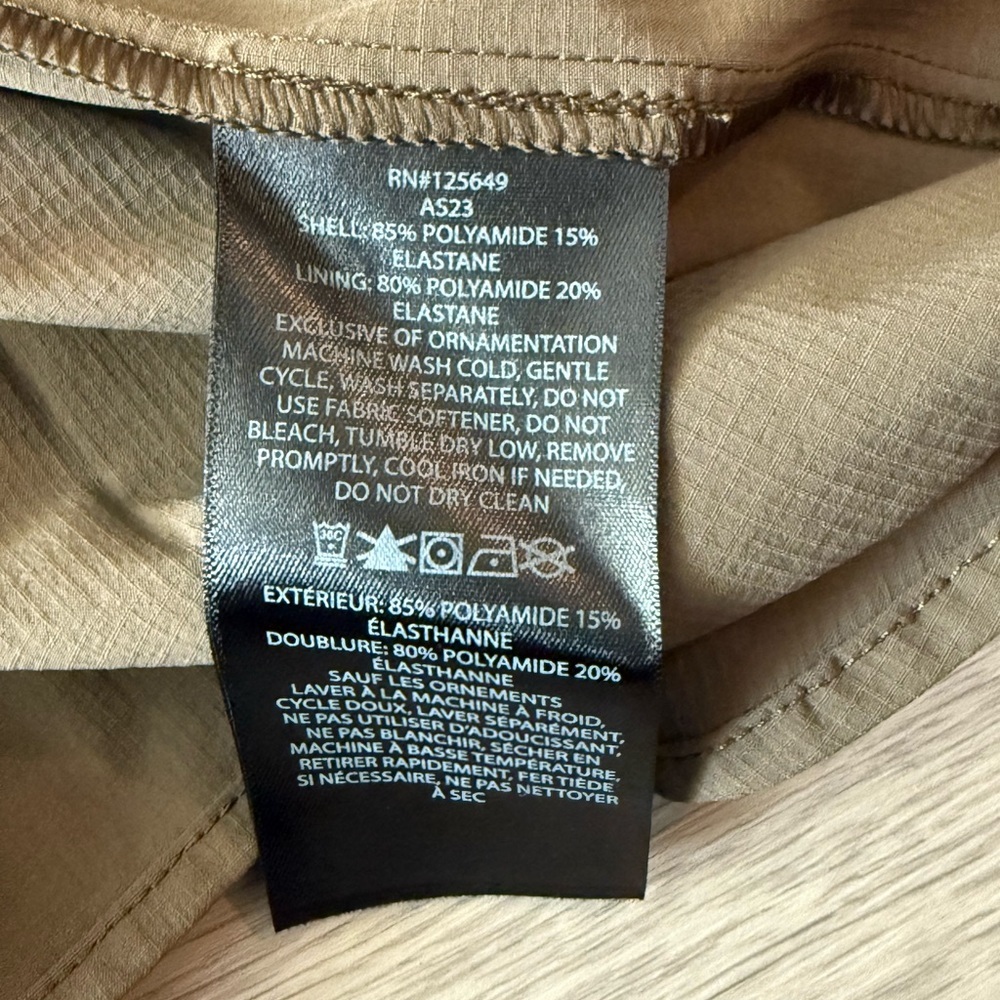 RN#125649
AS23
SHELL: 85% POLYAMIDE 15%
ELASTANE
LINING: 80% POLYAMIDE 20%
ELASTANE
EXCLUSIVE OF ORNAMENTATION
MACHINE WASH COLD, GENTLE
CYCLE, WASH SEPARATELY, DO NOT
USE FABRIC SOFTENER, DO NOT
BLEACH, TUMBLE DRY LOW, REMOVE
PROMPTLY, COOL IRON IF NEEDED,
DO NOT DRY CLEAN
30C
EXTÉRIEUR: 85% POLYAMIDE 15%
ÉLASTHANNE
DOUBLURE: 80% POLYAMIDE 20%
ÉLASTHANNE
SAUF LES ORNEMENTS
LAVER À LA MACHINE À FROID,
CYCLE DOUX, LAVER SÉPARÉMENT,
NE PAS UTILISER D'ADOUCISSANT,
NE PAS BLANCHIR, SÉCHER EN
MACHINE À BASSE TEMPÉRATURE,
RETIRER RAPIDEMENT, FER TIÈDE
SI NÉCESSAIRE, NE PAS NETTOYER
À SEC